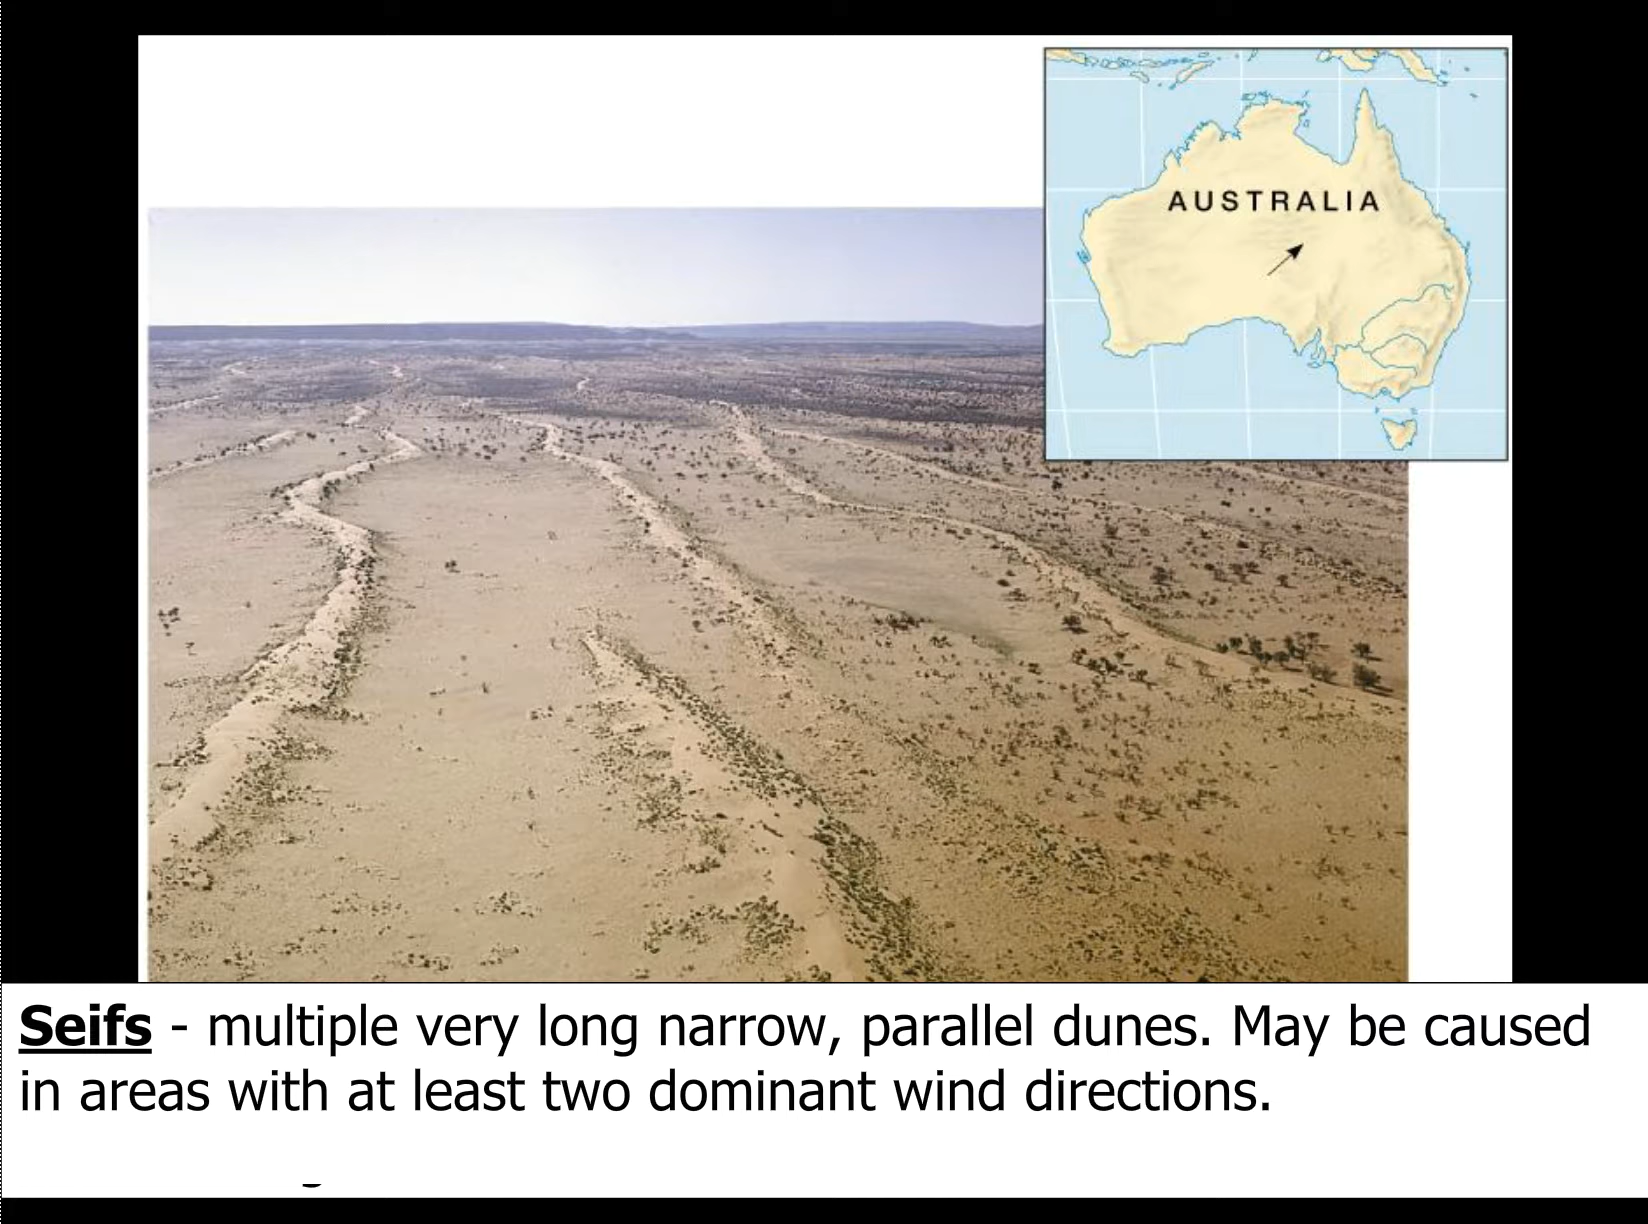 AUSTRALIA
Seifs - multiple very long narrow, parallel dunes. May be caused
in areas with at least two dominant wind directions.